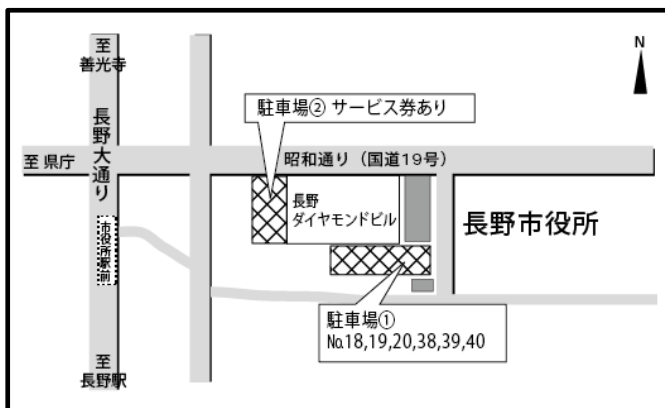 至
善光寺
N
駐車場② サービス券あり
長野大通り
至 県庁
昭和通り（国道19号）
長野
ダイヤモンドビル
長野市役所
市役所駅前
駐車場①
№18,19,20,38,39,40
至
長野駅